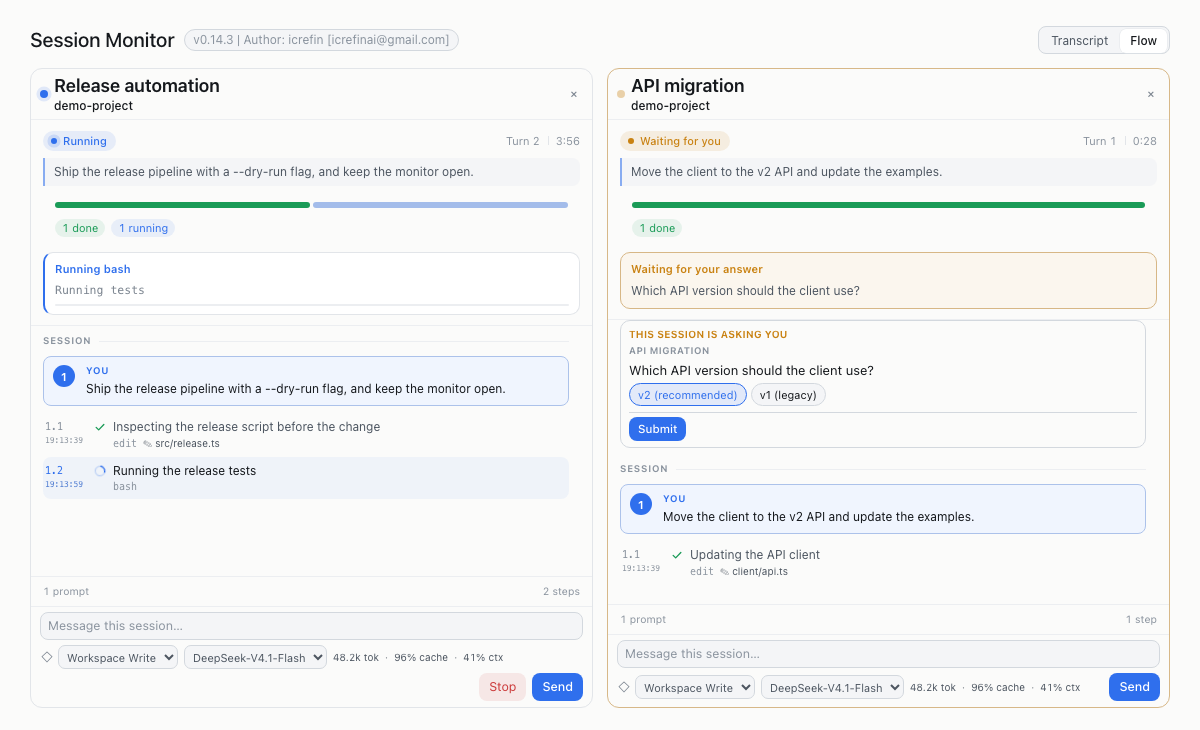 Session Monitor
v0.14.3 | Author: icrefin [icrefinai@gmail.com]
Transcript
Flow
Release automation
demo-project
×
Running
Turn 2 | 3:56
Ship the release pipeline with a --dry-run flag, and keep the monitor open.
1 done
1 running
Running bash
Running tests
SESSION
1
YOU
Ship the release pipeline with a --dry-run flag, and keep the monitor open.
1.1
Inspecting the release script before the change
19:13:39
edit ✎ src/release.ts
1.2
Running the release tests
19:13:59
bash
1 prompt
2 steps
Message this session…
Workspace Write
DeepSeek-V4.1-Flash
48.2k tok · 96% cache · 41% ctx
Stop
Send
API migration
demo-project
×
Waiting for you
Turn 1 | 0:28
Move the client to the v2 API and update the examples.
1 done
Waiting for your answer
Which API version should the client use?
THIS SESSION IS ASKING YOU
API MIGRATION
Which API version should the client use?
v2 (recommended)
v1 (legacy)
Submit
SESSION
1
YOU
Move the client to the v2 API and update the examples.
1.1
Updating the API client
19:13:39
edit ✎ client/api.ts
1 prompt
1 step
Message this session…
Workspace Write
DeepSeek-V4.1-Flash
48.2k tok · 96% cache · 41% ctx
Send